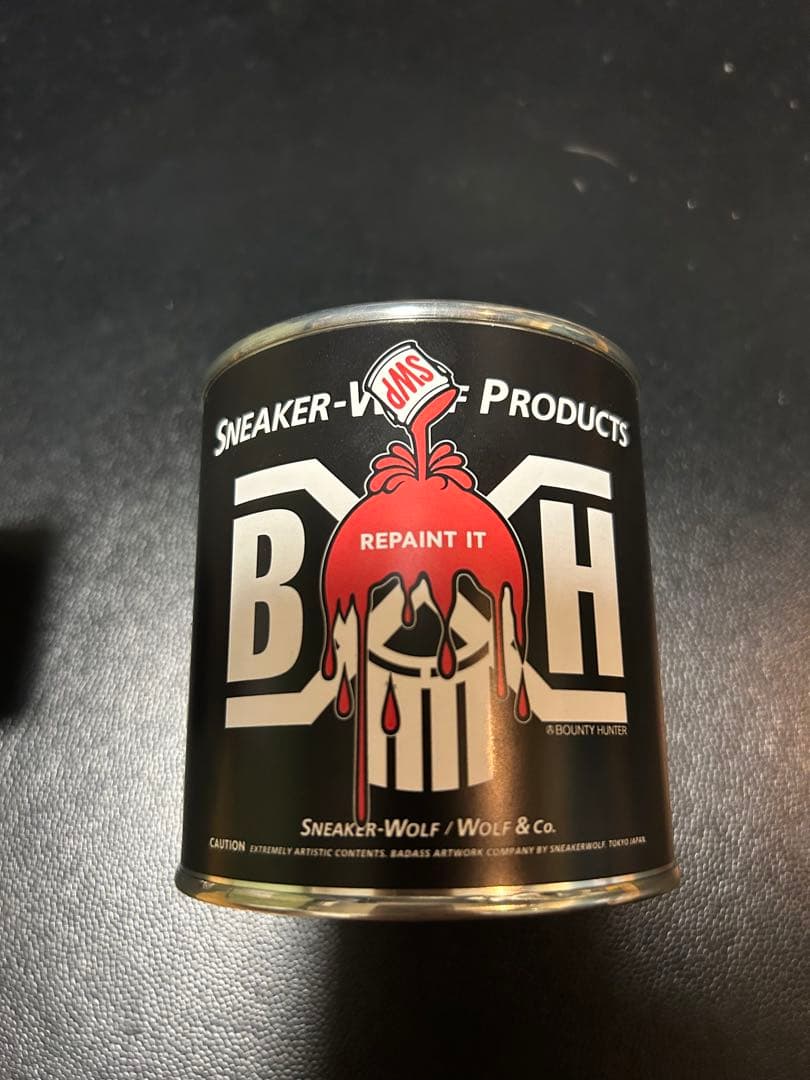 SWP
SNEAKER-W F PRODUCTS
B H
REPAINT IT
BOUNTY HUNTER
SNEAKER-WOLF / WOLF & Co.
CAUTION EXTREMELY ARTISTIC CONTENTS. BADASS ARTWORK COMPANY BY SNEAKERWOLF. TOKYO JAPAN.